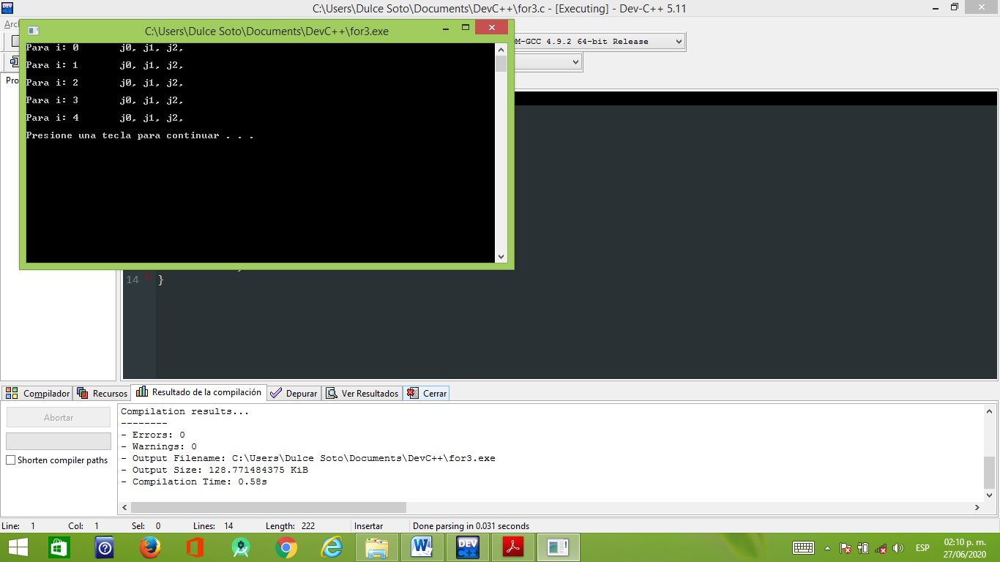 C:\Users\Dulce Soto\Documents\DevC++\for3.c - [Executing] - Dev-C++ 5.11
C:\Users\Dulce Soto\Documents\DevC++\for3.exe
M-GCC 4.9.2 64-bit Release
Para i: 0 j0, j1, j2,
Para i: 1 j0, j1, j2,
Para i: 2 j0, j1, j2,
Para i: 3 j0, j1, j2,
Para i: 4 j0, j1, j2,
Presione una tecla para continuar . . .
14 }
Compilador Recursos Resultado de la compilación Depurar Ver Resultados Cerrar
Abortar
Shorten compiler paths
Compilation results...
--------
- Errors: 0
- Warnings: 0
- Output Filename: C:\Users\Dulce Soto\Documents\DevC++\for3.exe
- Output Size: 128.771484375 KiB
- Compilation Time: 0.58s
Line: 1 Col: 1 Sel: 0 Lines: 14 Length: 222 Insertar Done parsing in 0.031 seconds
DEV C++
ESP
02:10 p. m.
27/06/2020